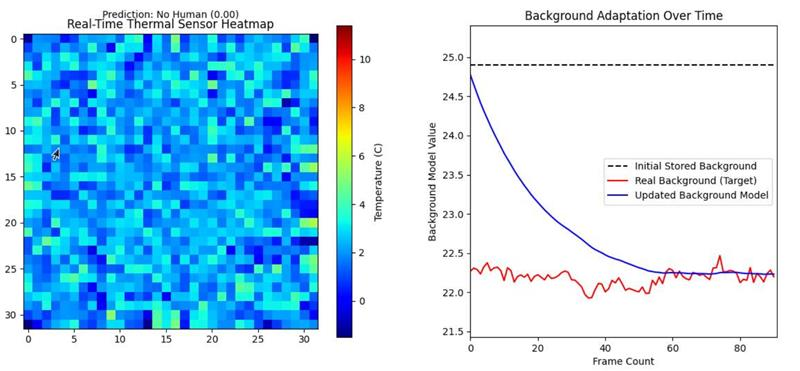 Prediction: No Human (0.00)
Real-Time Thermal Sensor Heatmap
0
5
10
15
20
25
30
0 5 10 15 20 25 30
10
8
6
4
2
0
Temperature (C)
Background Adaptation Over Time
25.0
24.5
24.0
23.5
23.0
22.5
22.0
21.5
Background Model Value
Initial Stored Background
Real Background (Target)
Updated Background Model
0 20 40 60 80
Frame Count